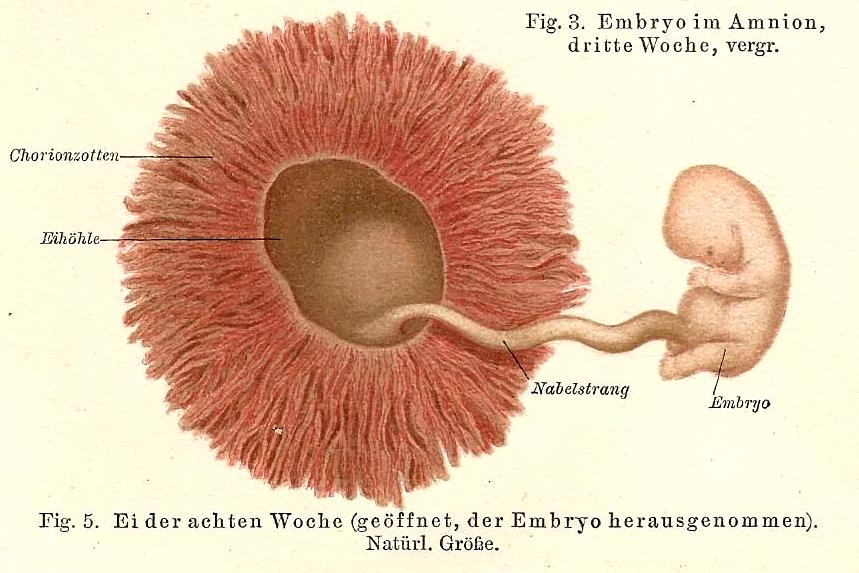 Fig. 3. Embryo im Amnion,
dritte Woche, vergr.
Chorionzotten
Eihöhle
Nabelstrang
Embryo
Fig. 5. Ei der achten Woche (geöffnet, der Embryo herausgenommen).
Natürl. Größe.